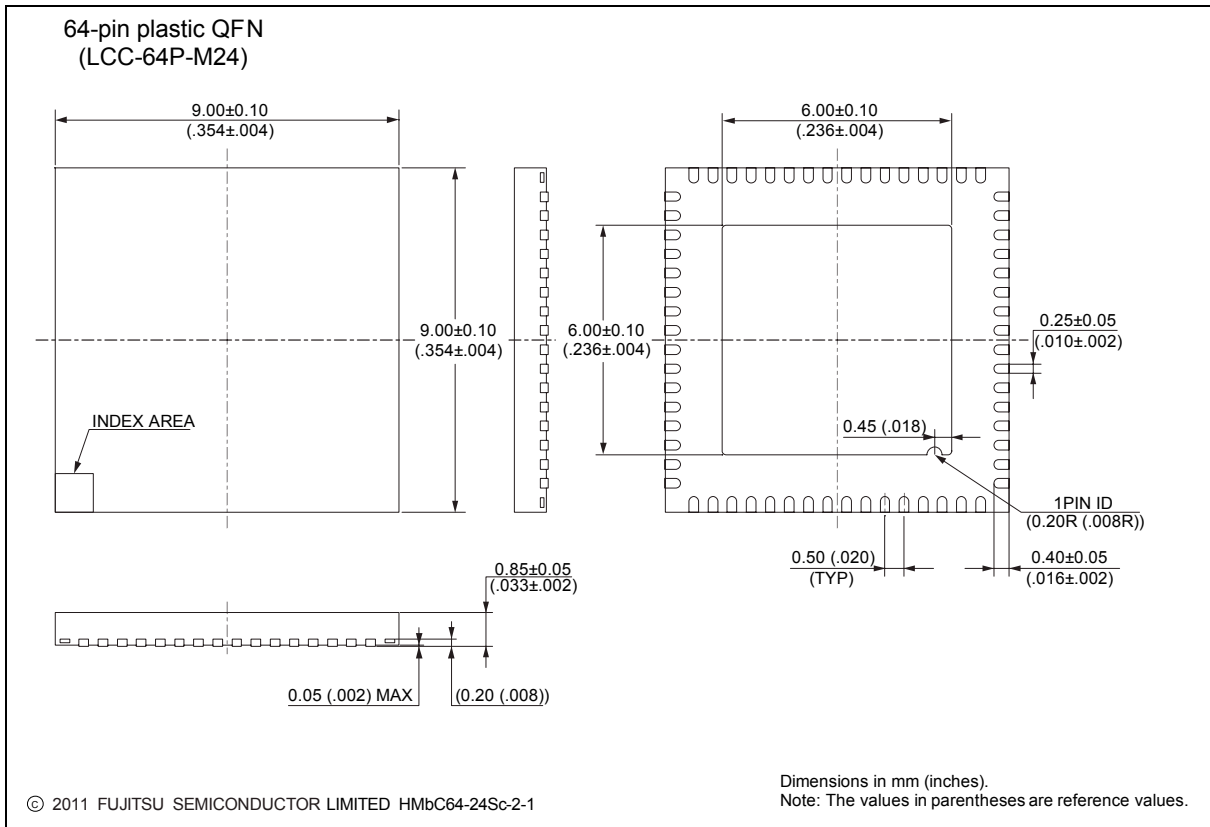 64-pin plastic QFN
(LCC-64P-M24)
9.00±0.10
(.354±.004)
6.00±0.10
(.236±.004)
9.00±0.10
(.354±.004)
6.00±0.10
(.236±.004)
0.25±0.05
(.010±.002)
INDEX AREA
0.45 (.018)
1PIN ID
(0.20R (.008R))
0.85±0.05
(.033±.002)
0.50 (.020)
(TYP)
0.40±0.05
(.016±.002)
0.05 (.002) MAX
(0.20 (.008))
© 2011 FUJITSU SEMICONDUCTOR LIMITED HMbC64-24Sc-2-1
Dimensions in mm (inches).
Note: The values in parentheses are reference values.